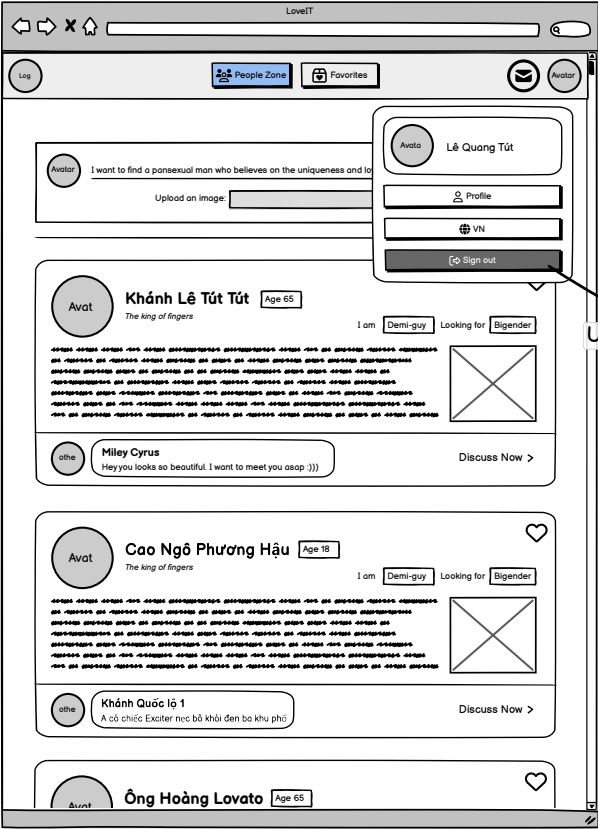 LoveIT
Log
People Zone
Favorites
Avatar
Avata
Lê Quang Tút
Profile
VN
Sign out
Avatar
I want to find a pansexual man who believes on the uniqueness and lo
Upload an image:
U
Avat
Khánh Lê Tút Tút
Age 65
The king of fingers
I am
Demi-guy
Looking for
Bigender
othe
Miley Cyrus
Hey you looks so beautiful. I want to meet you asap :)))
Discuss Now >
Avat
Cao Ngô Phương Hậu
Age 18
The king of fingers
I am
Demi-guy
Looking for
Bigender
othe
Khánh Quốc lộ 1
A có chiếc Exciter nẹc bô khói đen ba khu phố
Discuss Now >
Avat
Ông Hoàng Lovato
Age 65